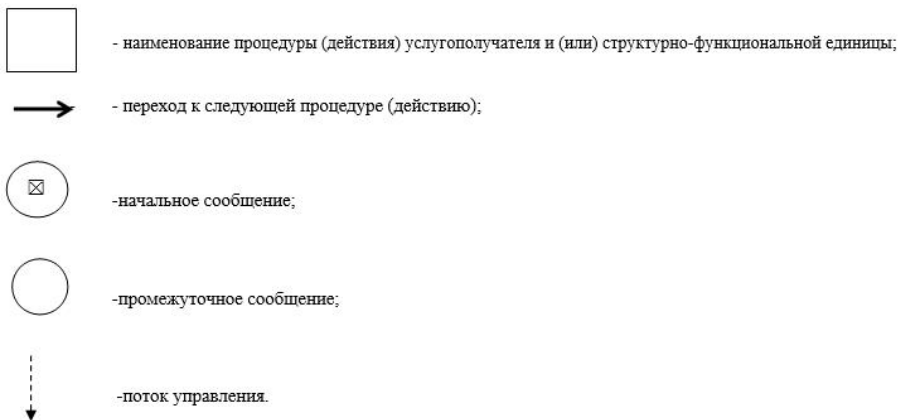 - наименование процедуры (действия) услугополучателя и (или) структурно-функциональной единицы;
- переход к следующей процедуре (действию);
-начальное сообщение;
-промежуточное сообщение;
-поток управления.